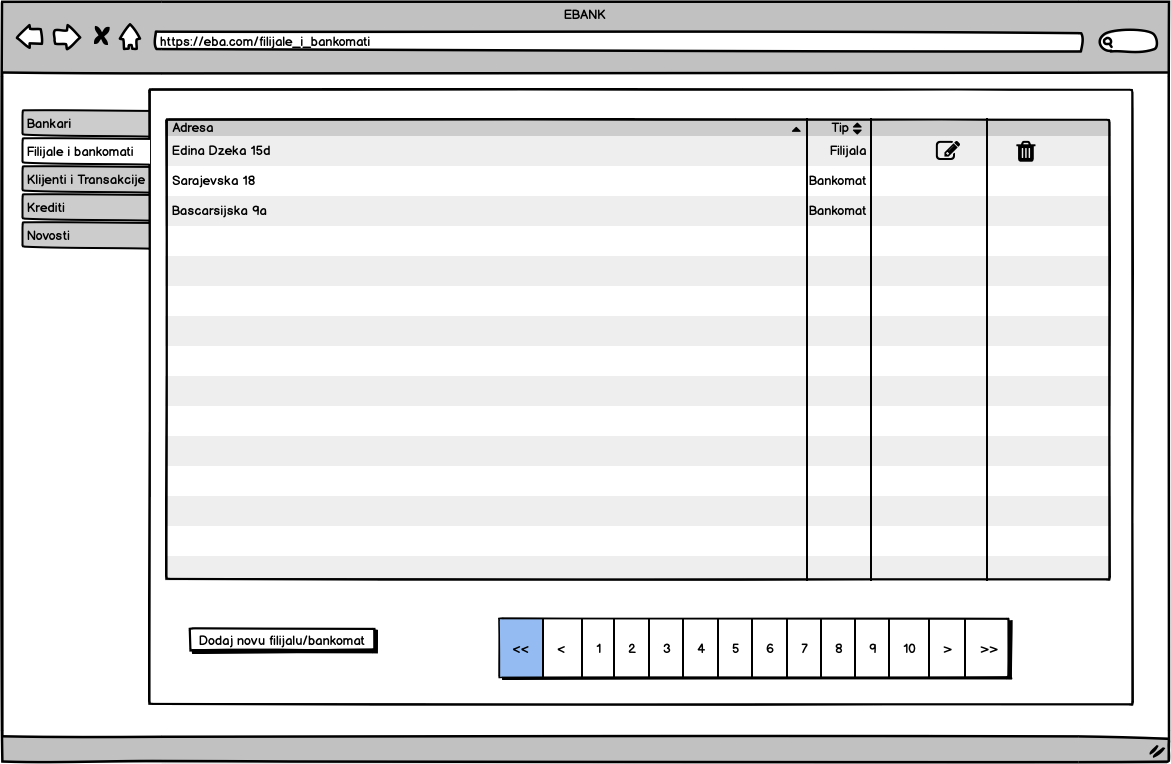 EBANK
https://eba.com/filijale_i_bankomati
Bankari
Filijale i bankomati
Klijenti i Transakcije
Krediti
Novosti
Adresa Tip
Edina Dzeka 15d Filijala
Sarajevska 18 Bankomat
Bascarsijska 9a Bankomat
Dodaj novu filijalu/bankomat
<< < 1 2 3 4 5 6 7 8 9 10 > >>